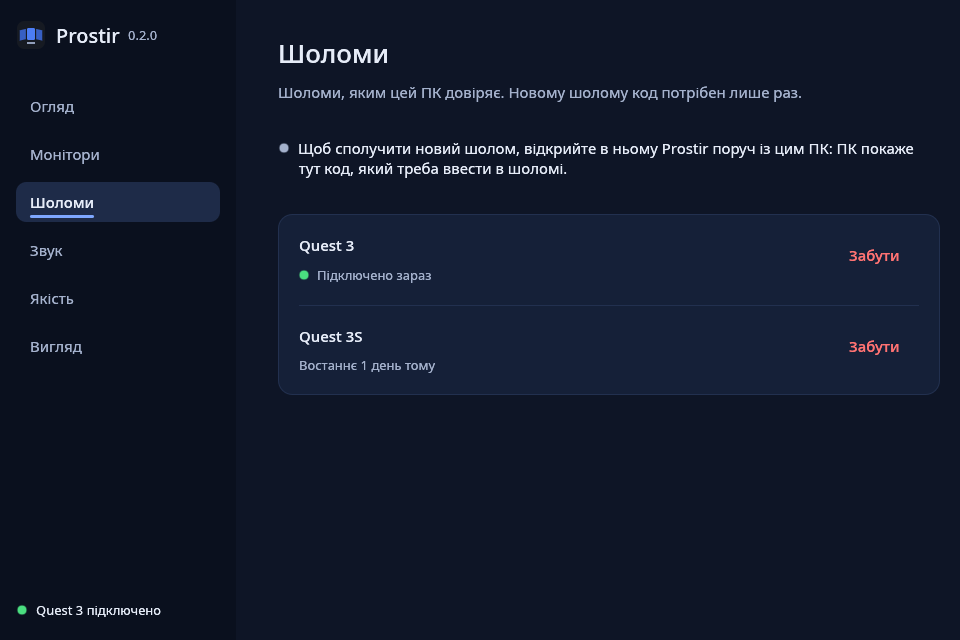 Prostir 0.2.0
Огляд
Монітори
Шоломи
Звук
Якість
Вигляд
Quest 3 підключено
Шоломи
Шоломи, яким цей ПК довіряє. Новому шолому код потрібен лише раз.
Щоб сполучити новий шолом, відкрийте в ньому Prostir поруч із цим ПК: ПК покаже
тут код, який треба ввести в шоломі.
Quest 3
Підключено зараз
Забути
Quest 3S
Востаннє 1 день тому
Забути